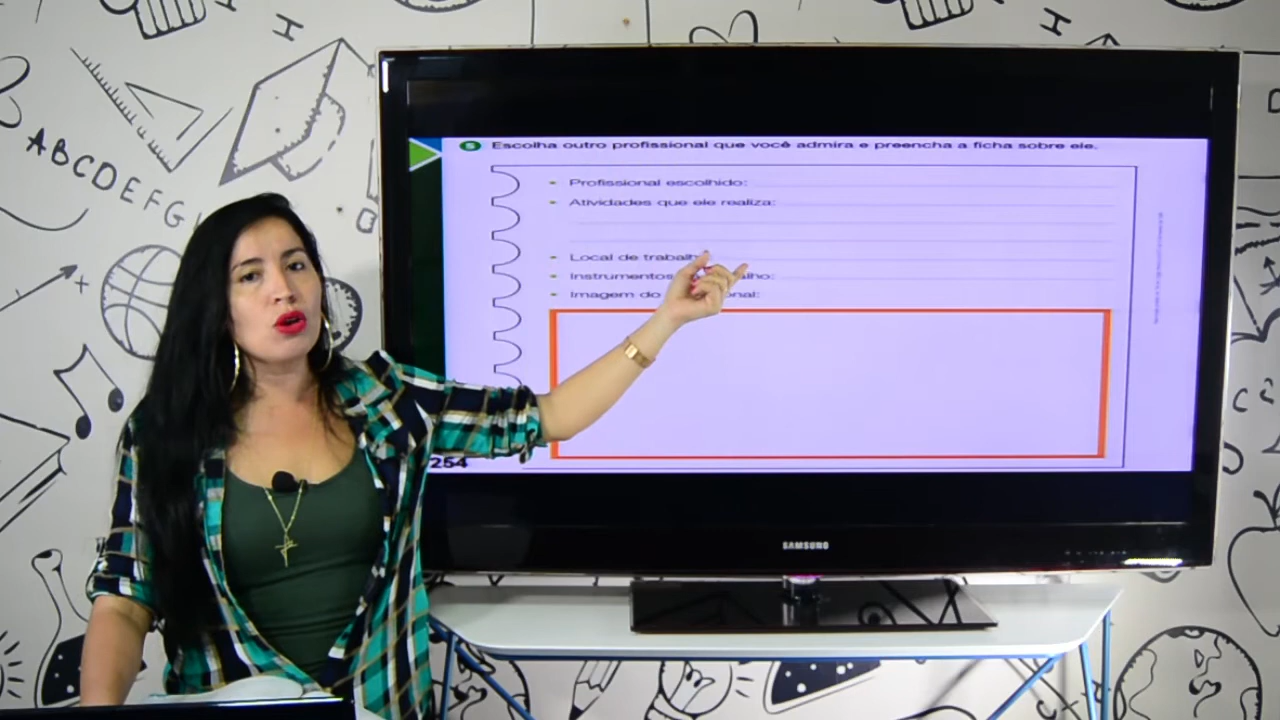 ABCDEFG
5 Escolha outro profissional que você admira e preencha a ficha sobre ele.
• Profissional escolhido:
• Atividades que ele realiza:
• Local de
• Instrumentos
• Imagem do
254
SAMSUNG